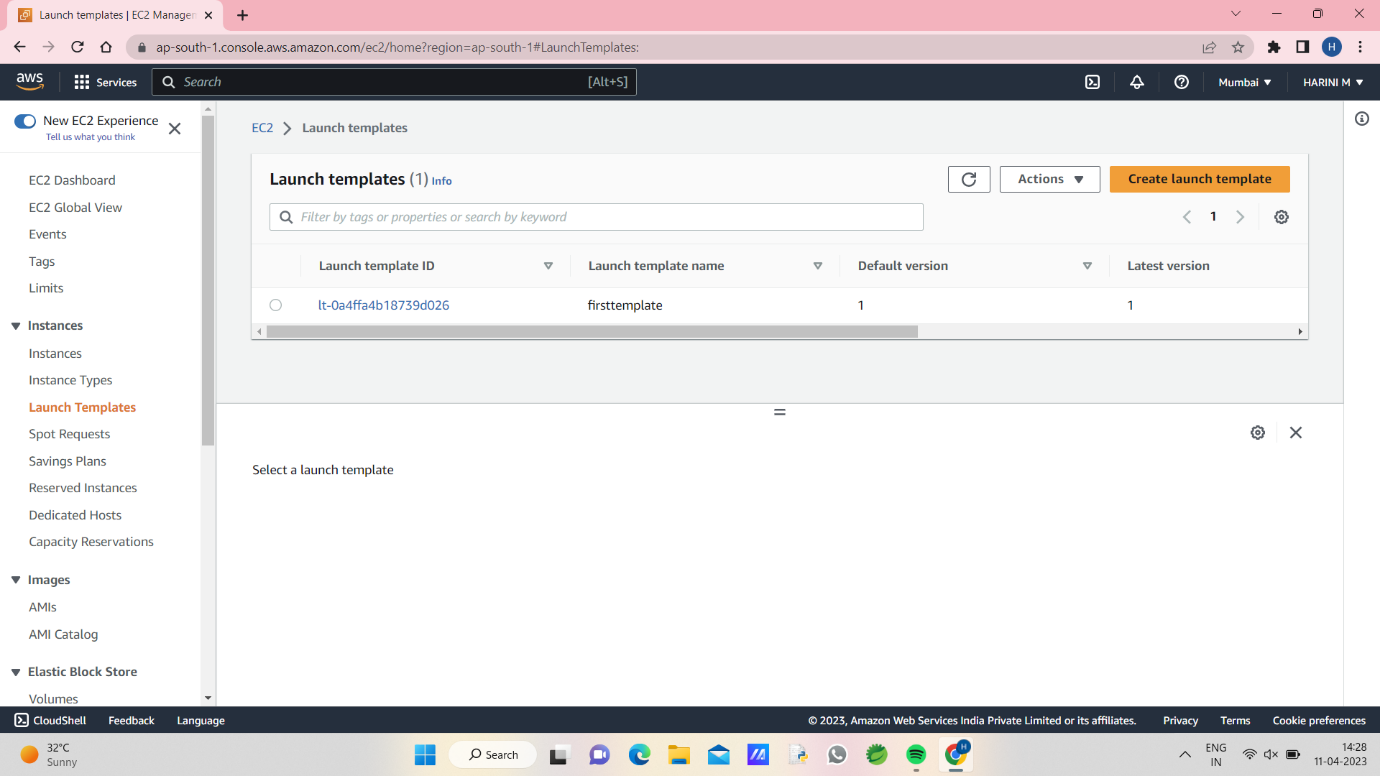 Launch templates | EC2 Manager
ap-south-1.console.aws.amazon.com/ec2/home?region=ap-south-1#LaunchTemplates:
H
aws
Services
Search
[Alt+S]
Mumbai
HARINI M
New EC2 Experience
Tell us what you think
EC2 Dashboard
EC2 Global View
Events
Tags
Limits
Instances
Instances
Instance Types
Launch Templates
Spot Requests
Savings Plans
Reserved Instances
Dedicated Hosts
Capacity Reservations
Images
AMIs
AMI Catalog
Elastic Block Store
Volumes
EC2 > Launch templates
Launch templates (1) Info
Actions
Create launch template
Filter by tags or properties or search by keyword
1
Launch template ID Launch template name Default version Latest version
lt-0a4ffa4b18739d026 firsttemplate 1 1
Select a launch template
CloudShell Feedback Language
© 2023, Amazon Web Services India Private Limited or its affiliates. Privacy Terms Cookie preferences
32°C
Sunny
Search
H
ENG
IN
14:28
11-04-2023